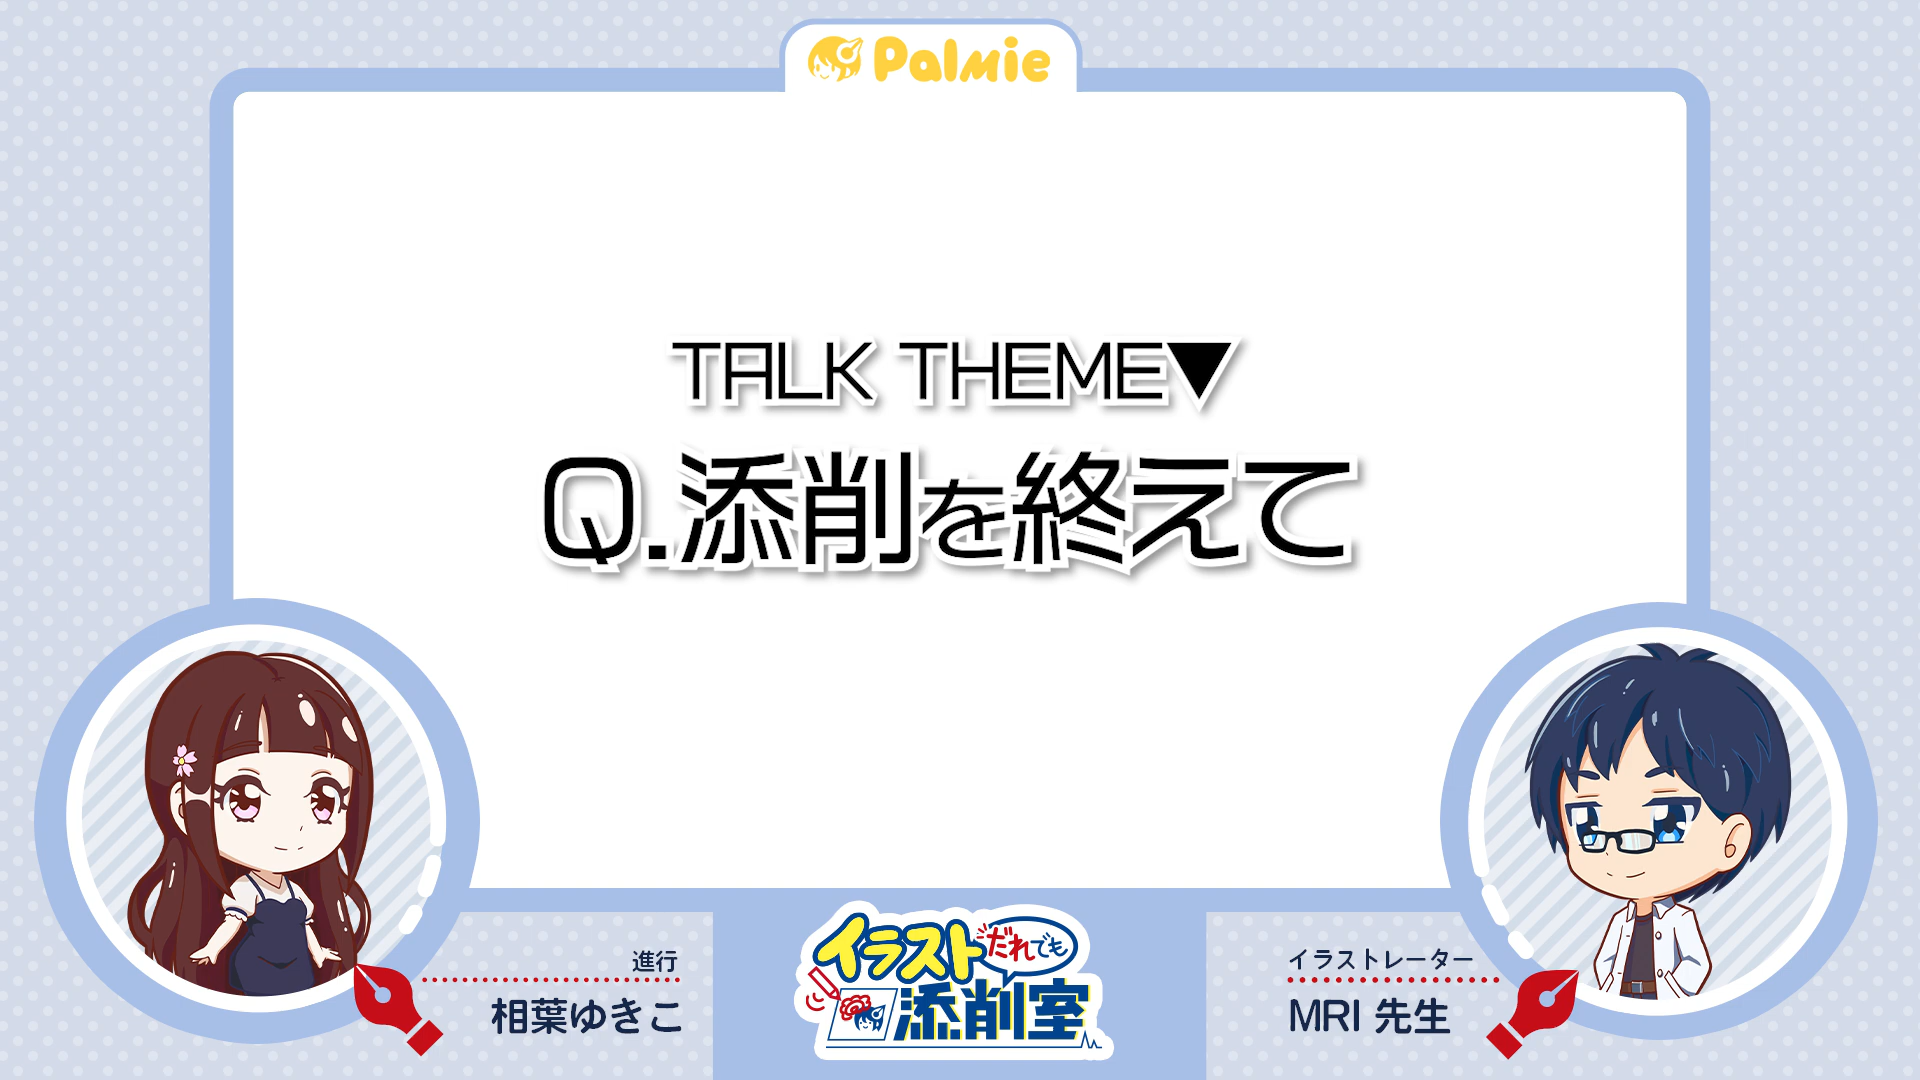 Palmie
TALK THEME▼
Q.添削を終えて
進行
相葉ゆきこ
イラスト だれでも
添削室
イラストレーター
MRI 先生